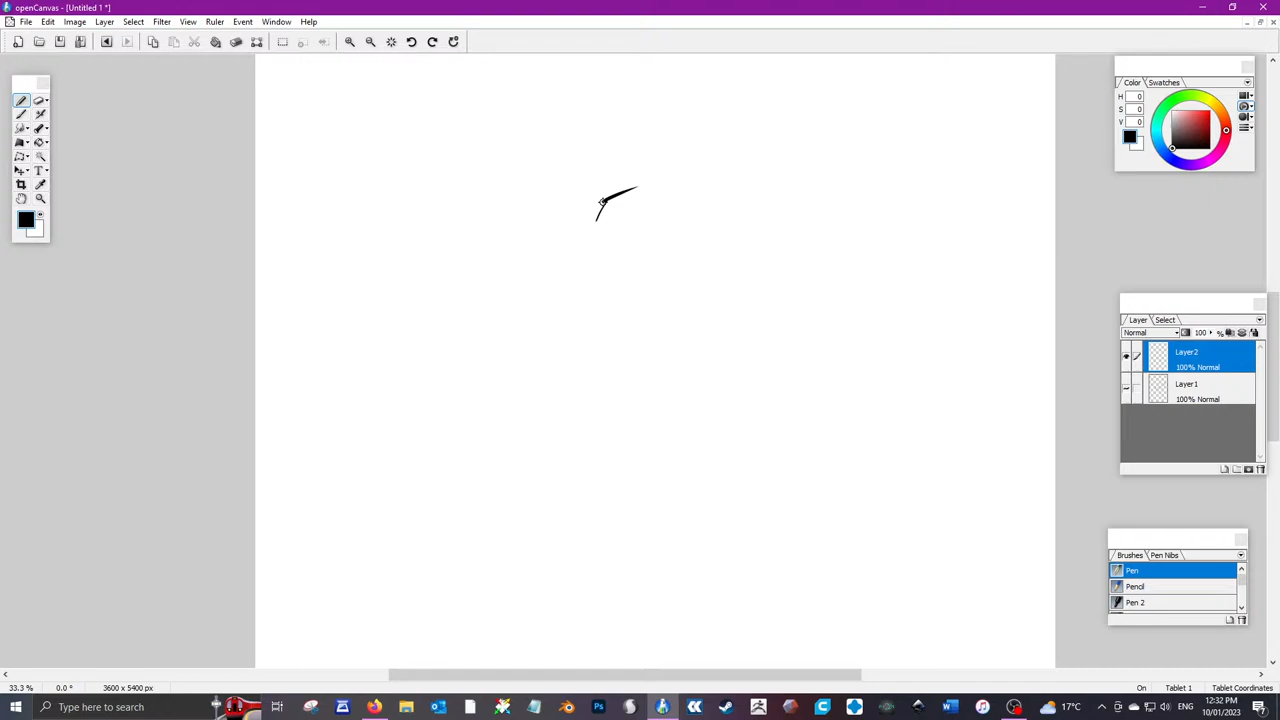 openCanvas - [Untitled 1 *]
File Edit Image Layer Select Filter View Ruler Event Window Help
Color Swatches
H 0
S 0
V 0
Layer Select
Normal 100 %
Layer2
100% Normal
Layer1
100% Normal
Brushes Pen Nibs
Pen
Pencil
Pen 2
33.3 % 0.0 ° 3600 x 5400 px On Tablet 1 Tablet Coordinates
Type here to search 17°C ENG 12:32 PM
10/01/2023